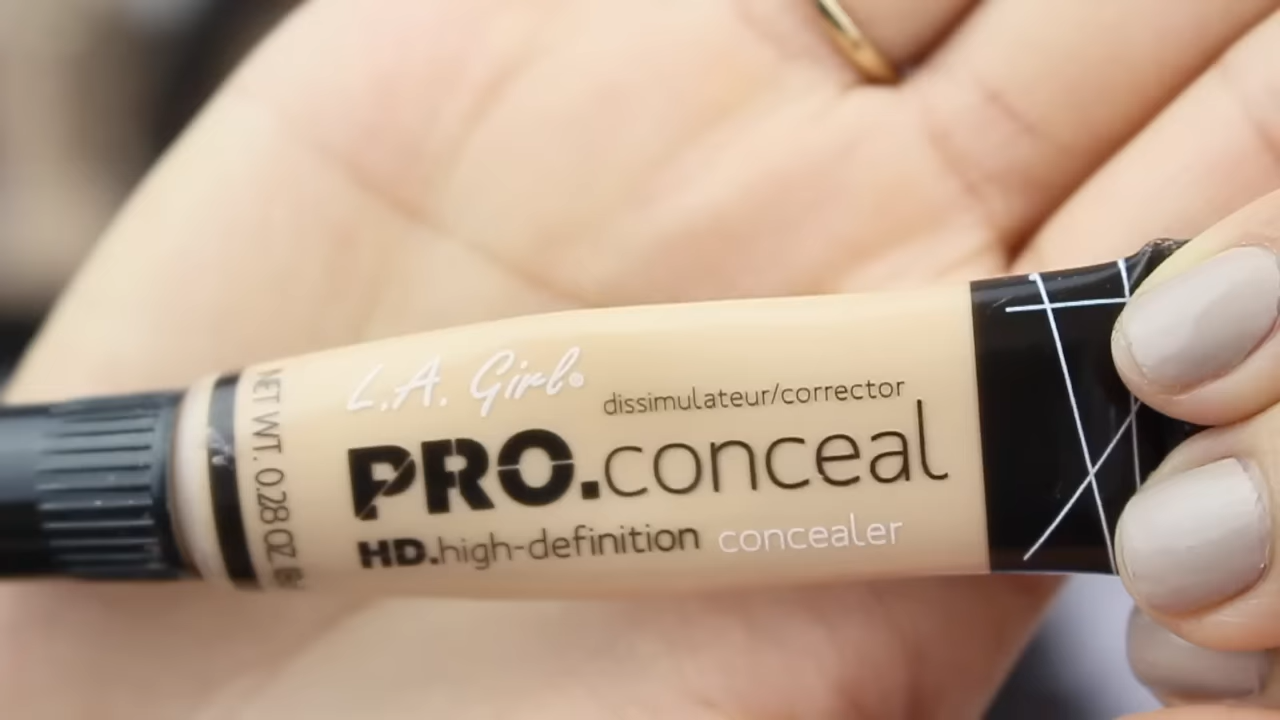 L.A. Girl®
dissimulateur/corrector
PRO.conceal
HD.high-definition concealer
NET WT. 0.28 OZ.